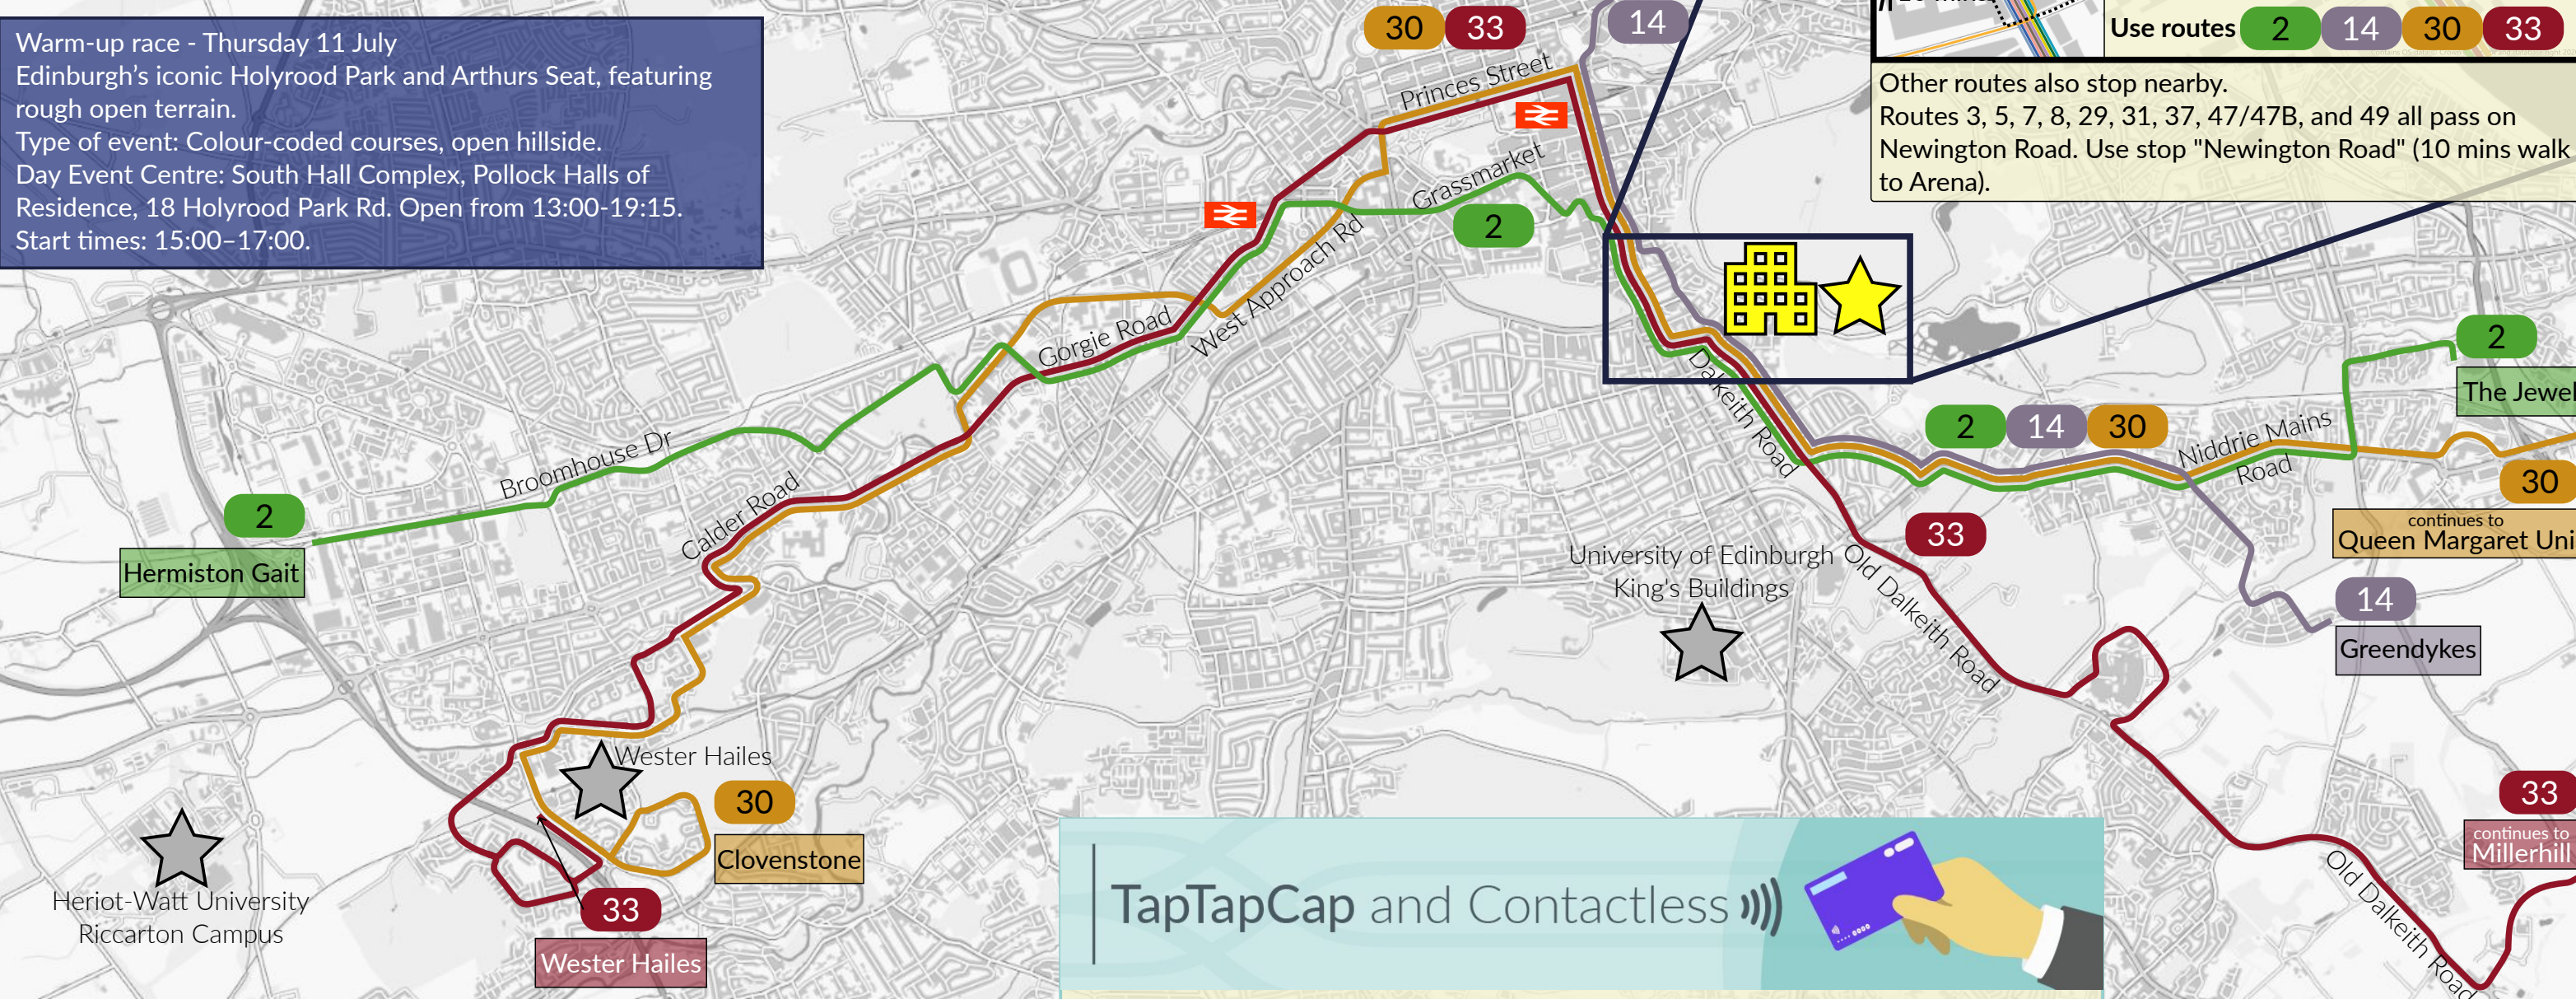 Warm-up race - Thursday 11 July
Edinburgh's iconic Holyrood Park and Arthurs Seat, featuring
rough open terrain.
Type of event: Colour-coded courses, open hillside.
Day Event Centre: South Hall Complex, Pollock Halls of
Residence, 18 Holyrood Park Rd. Open from 13:00-19:15.
Start times: 15:00–17:00.
30 33
14
Use routes 2 14 30 33
Other routes also stop nearby.
Routes 3, 5, 7, 8, 29, 31, 37, 47/47B, and 49 all pass on
Newington Road. Use stop "Newington Road" (10 mins walk
to Arena).
Princes Street
Grassmarket
2
West Approach Rd
Gorgie Road
Dalkeith Road
2
The Jewel
2 14 30
Niddrie Mains
Road
30
continues to
Queen Margaret Uni
Broomhouse Dr
Calder Road
2
Hermiston Gait
33
University of Edinburgh
King's Buildings
Old Dalkeith Road
14
Greendykes
Wester Hailes
30
Clovenstone
33
continues to
Millerhill
Heriot-Watt University
Riccarton Campus
33
Wester Hailes
TapTapCap and Contactless
Old Dalkeith Road